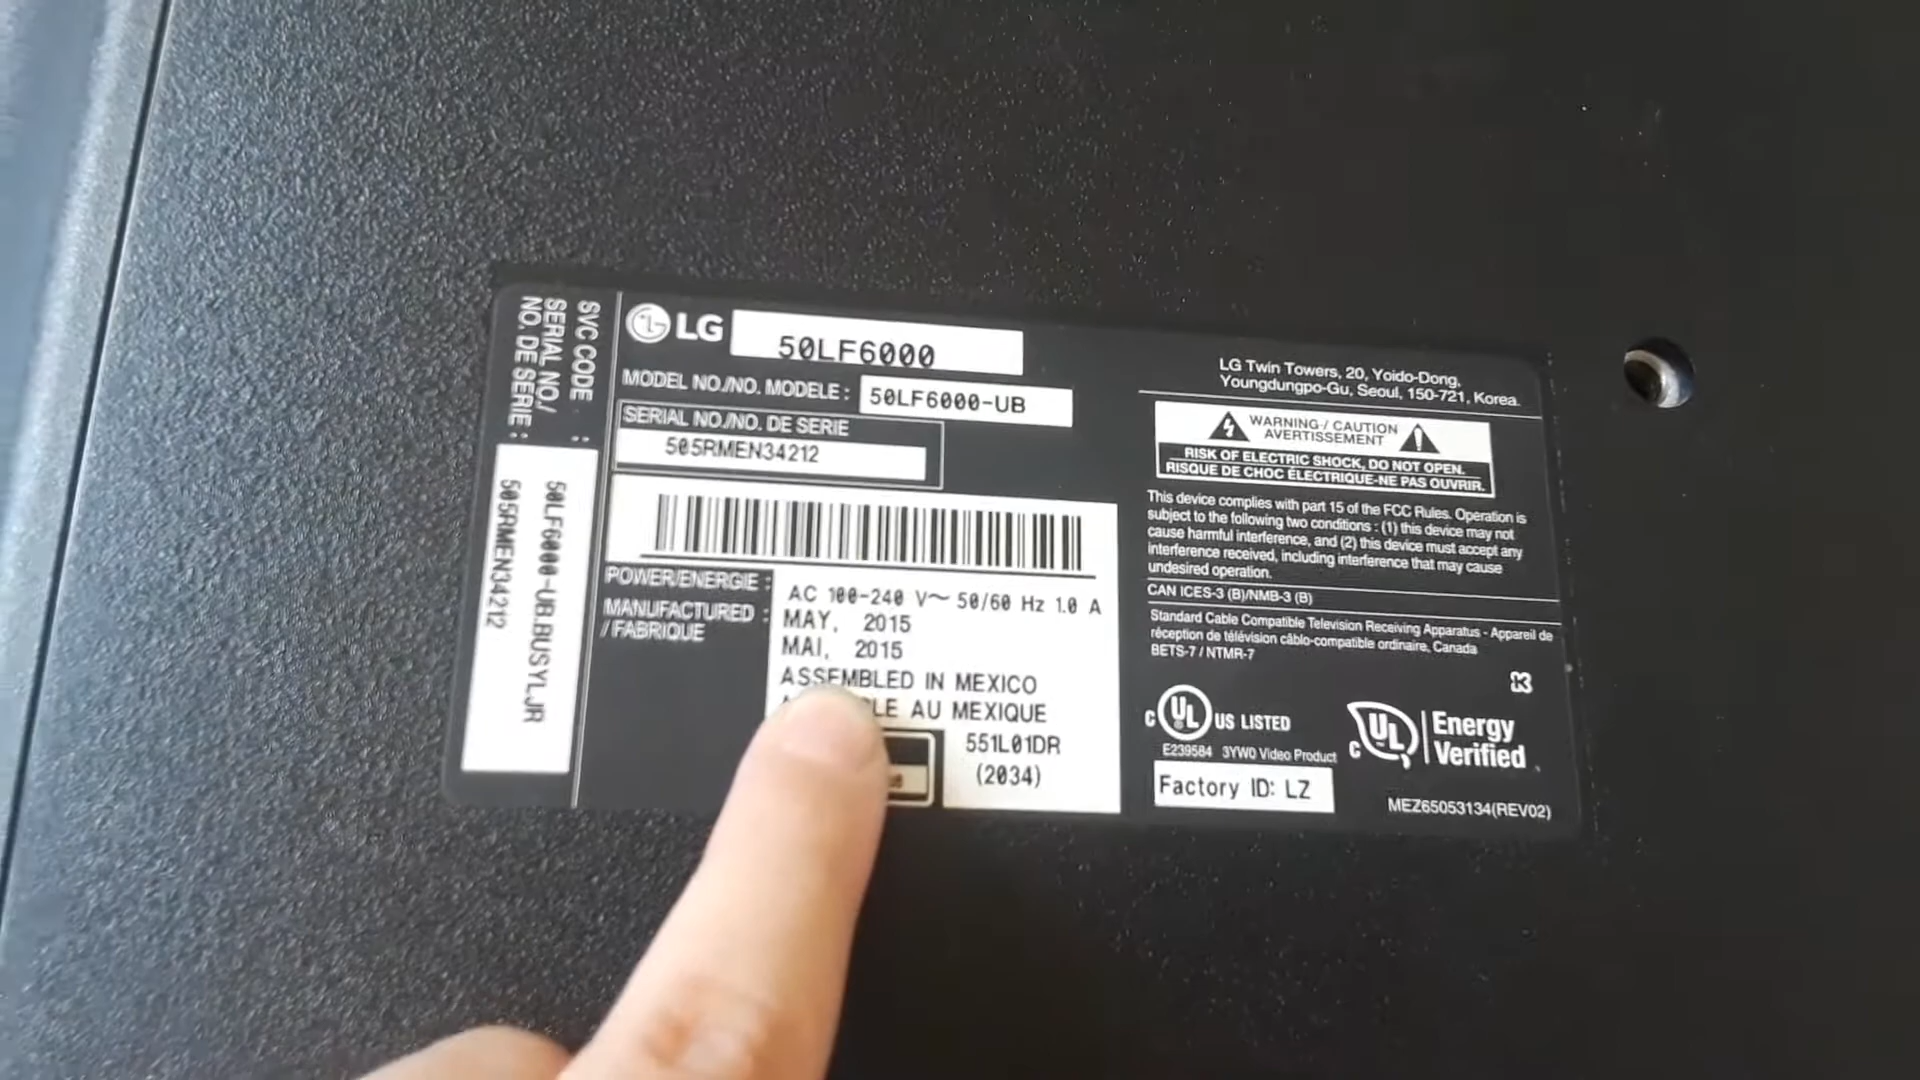 SVC CODE :
SERIAL NO./
NO. DE SERIE :
50LF6000-UB.BUSYLJR
505RMEN34212
LG
50LF6000
MODEL NO./NO. MODELE :
50LF6000-UB
SERIAL NO./NO. DE SERIE
505RMEN34212
POWER/ENERGIE :
AC 100-240 V~ 50/60 Hz 1.0 A
MANUFACTURED :
/ FABRIQUE
MAY, 2015
MAI, 2015
ASSEMBLED IN MEXICO
AU MEXIQUE
551L01DR
(2034)
LG Twin Towers, 20, Yoido-Dong,
Youngdungpo-Gu, Seoul, 150-721, Korea.
WARNING / CAUTION
AVERTISSEMENT
RISK OF ELECTRIC SHOCK, DO NOT OPEN.
RISQUE DE CHOC ÉLECTRIQUE-NE PAS OUVRIR.
This device complies with part 15 of the FCC Rules. Operation is
subject to the following two conditions : (1) this device may not
cause harmful interference, and (2) this device must accept any
interference received, including interference that may cause
undesired operation.
CAN ICES-3 (B)/NMB-3 (B)
Standard Cable Compatible Television Receiving Apparatus - Appareil de
réception de télévision câblo-compatible ordinaire, Canada
BETS-7 / NTMR-7
C UL US LISTED
E239584 3YW0 Video Product
C UL Energy
Verified
Factory ID: LZ
MEZ65053134(REV02)